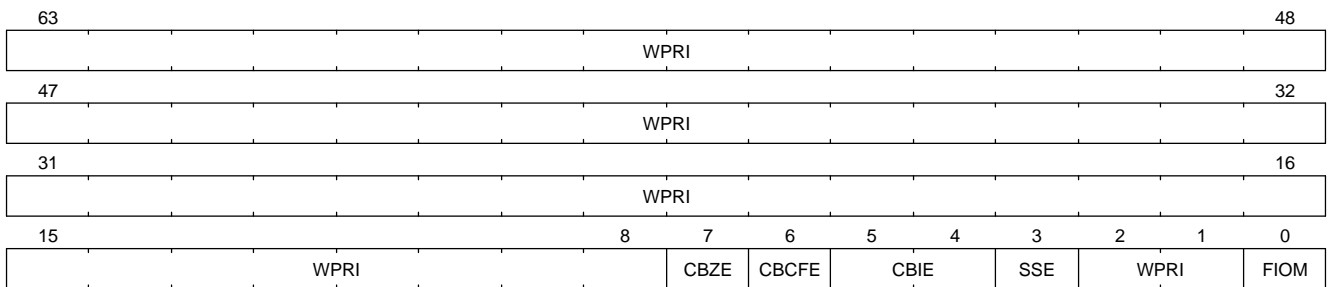 63 48
WPRI
47 32
WPRI
31 16
WPRI
15 8 7 6 5 4 3 2 1 0
WPRI CBZE CBCFE CBIE SSE WPRI FIOM